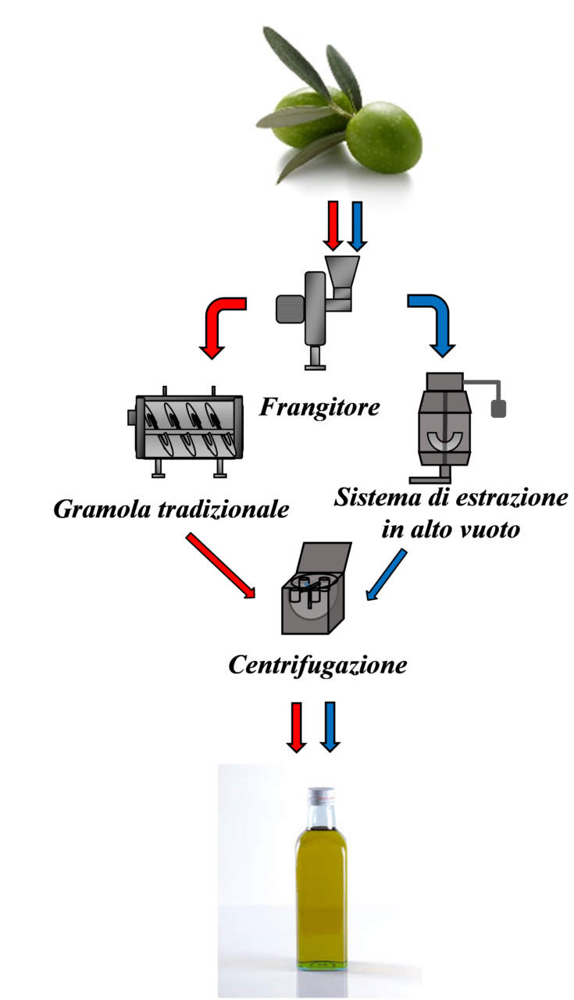 Frangitore
Gramola tradizionale
Sistema di estrazione
in alto vuoto
Centrifugazione